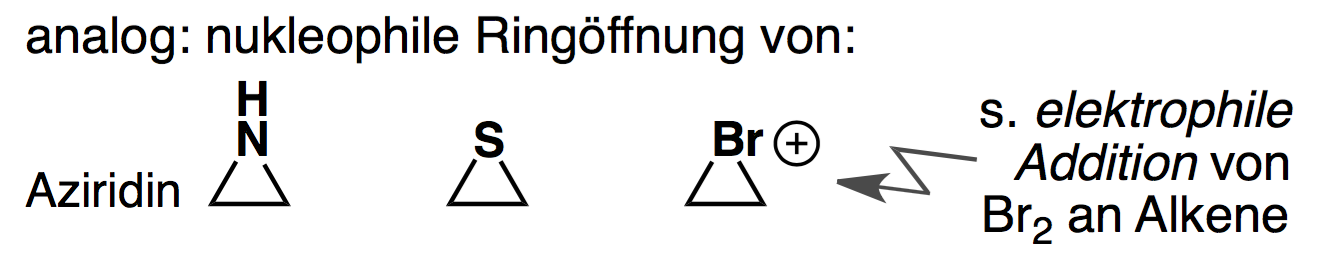 analog: nukleophile Ringöffnung von:
Aziridin
H
N
S
Br +
s. elektrophile
Addition von
Br₂ an Alkene